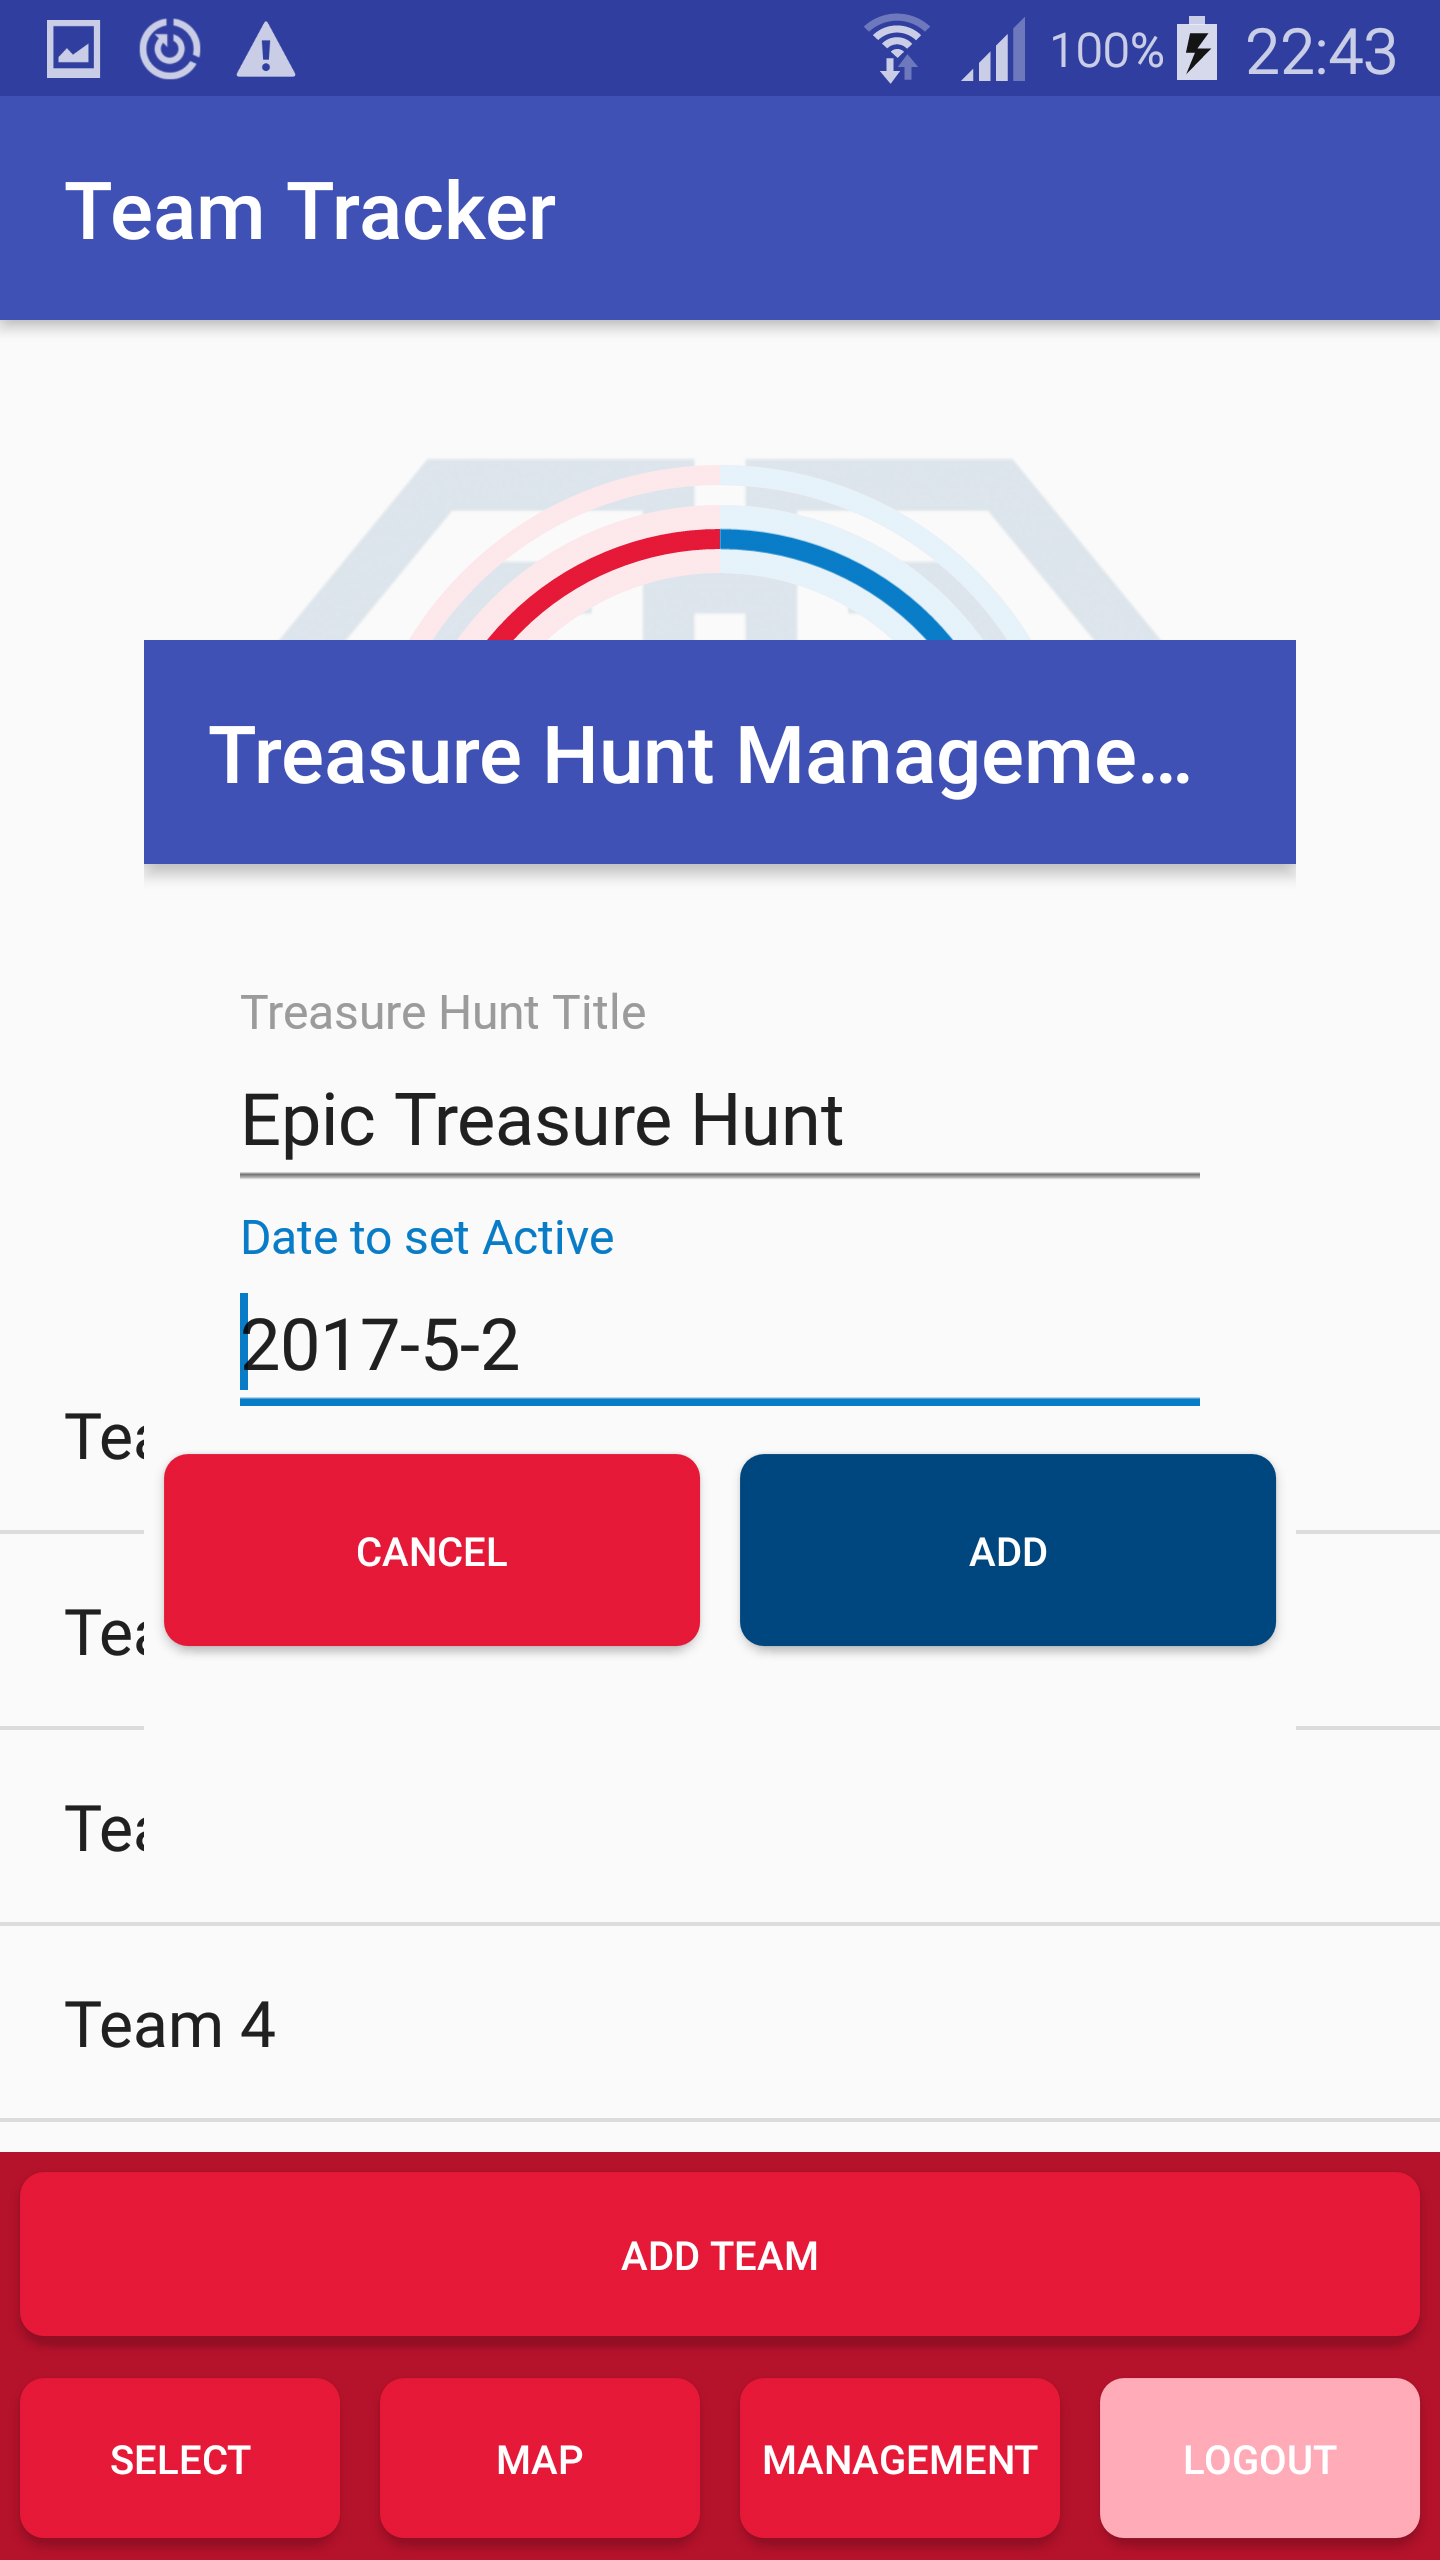 100% 22:43
Team Tracker
Treasure Hunt Manageme...
Treasure Hunt Title
Epic Treasure Hunt
Date to set Active
2017-5-2
Tea
CANCEL ADD
Tea
Tea
Team 4
ADD TEAM
SELECT MAP MANAGEMENT LOGOUT